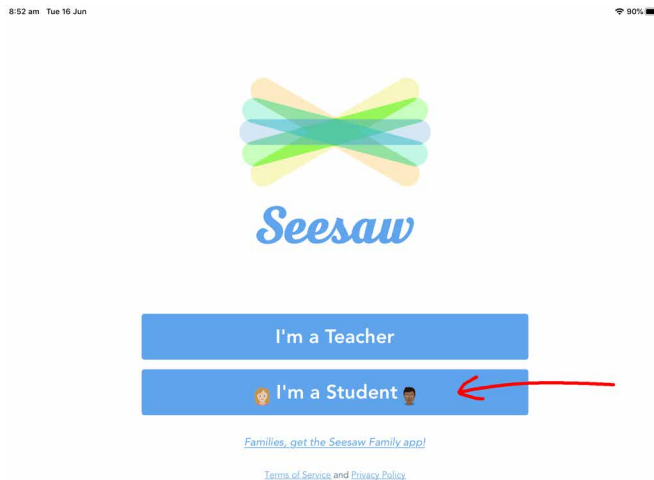 8:52 am Tue 16 Jun 90%
Seesaw
I'm a Teacher
I'm a Student
Families, get the Seesaw Family app!
Terms of Service and Privacy Policy